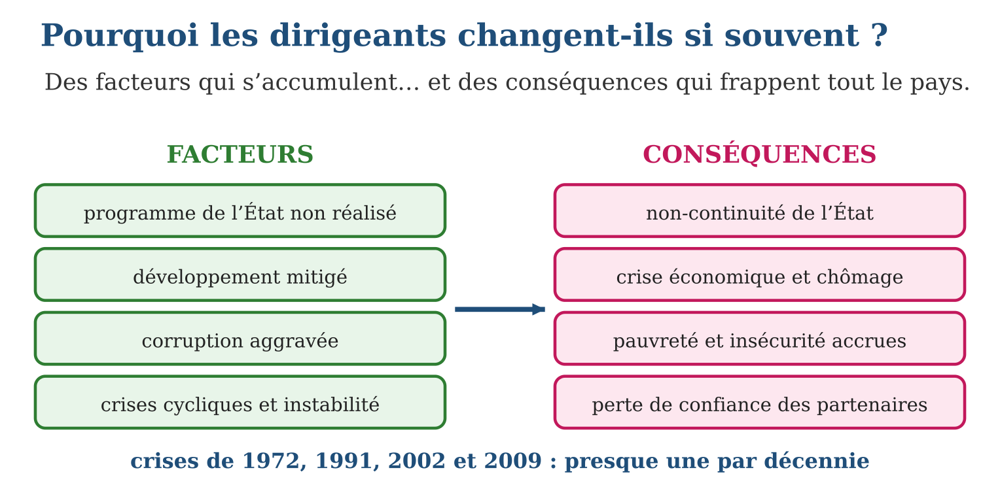 Pourquoi les dirigeants changent-ils si souvent ?
Des facteurs qui s’accumulent… et des conséquences qui frappent tout le pays.
FACTEURS
programme de l’État non réalisé
développement mitigé
corruption aggravée
crises cycliques et instabilité
CONSÉQUENCES
non-continuité de l’État
crise économique et chômage
pauvreté et insécurité accrues
perte de confiance des partenaires
crises de 1972, 1991, 2002 et 2009 : presque une par décennie